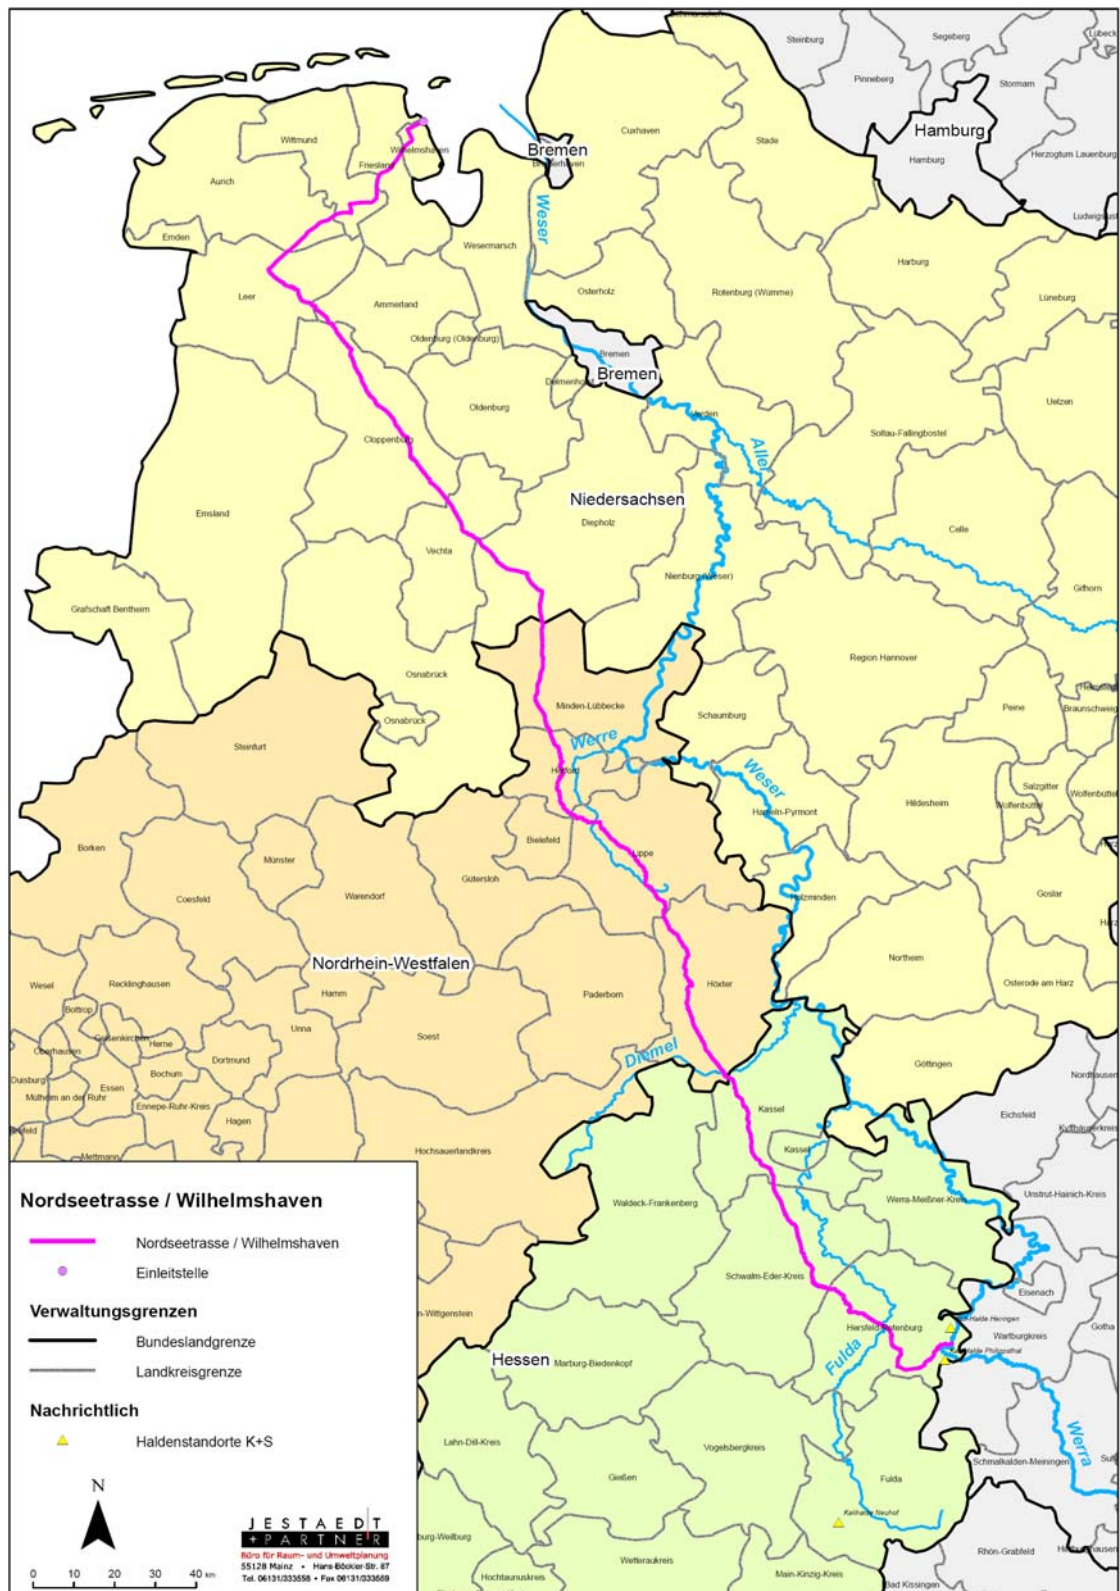 Steinburg
Segeberg
Lübeck
Pinneberg
Stormarn
Hamburg
Hamburg
Herzogtum Lauenburg
Cuxhaven
Stade
Wittmund
Wilhelmshaven
Friesland
Aurich
Bremen
Weser
Emden
Wesermarsch
Harburg
Leer
Ammerland
Osterholz
Rotenburg (Wümme)
Lüneburg
Oldenburg (Oldenburg)
Bremen
Bremen
Delmenhorst
Oldenburg
Verden
Uelzen
Cloppenburg
Soltau-Fallingbostel
Aller
Niedersachsen
Emsland
Diepholz
Celle
Vechta
Nienburg (Weser)
Gifhorn
Grafschaft Bentheim
Region Hannover
Osnabrück
Osnabrück
Minden-Lübbecke
Schaumburg
Peine
Braunschweig
Steinfurt
Werre
Herford
Weser
Salzgitter
Wolfenbüttel
Wolfenbüttel
Hildesheim
Hameln-Pyrmont
Borken
Münster
Bielefeld
Lippe
Gütersloh
Coesfeld
Warendorf
Holzminden
Goslar
Nordrhein-Westfalen
Northeim
Wesel
Recklinghausen
Hamm
Paderborn
Höxter
Osterode am Harz
Bottrop
Gelsenkirchen
Herne
Unna
Soest
Oberhausen
Dortmund
Diemel
Göttingen
Nordhausen
Duisburg
Essen
Bochum
Mülheim an der Ruhr
Ennepe-Ruhr-Kreis
Hagen
Kassel
Eichsfeld
Kyffhäuserkreis
Mettmann
Hochsauerlandkreis
Kassel
Unstrut-Hainich-Kreis
Waldeck-Frankenberg
Werra-Meißner-Kreis
Schwalm-Eder-Kreis
Eisenach
Hersfeld-Rotenburg
Wartburgkreis
Gotha
Hessen
Marburg-Biedenkopf
Fulda
Werra
Lahn-Dill-Kreis
Vogelsbergkreis
Schmalkalden-Meiningen
Gießen
Fulda
Kalihalde Neuhof
Wetteraukreis
Rhön-Grabfeld
Hochtaunuskreis
Main-Kinzig-Kreis
Bad Kissingen
Nordseetrasse / Wilhelmshaven
Nordseetrasse / Wilhelmshaven
Einleitstelle
Verwaltungsgrenzen
Bundeslandgrenze
Landkreisgrenze
Nachrichtlich
Haldenstandorte K+S
N
0 10 20 30 40 km
JESTAEDT
+PARTNER
Büro für Raum- und Umweltplanung
55128 Mainz • Hans-Böckler-Str. 87
Tel. 06131/333558 • Fax 06131/333559